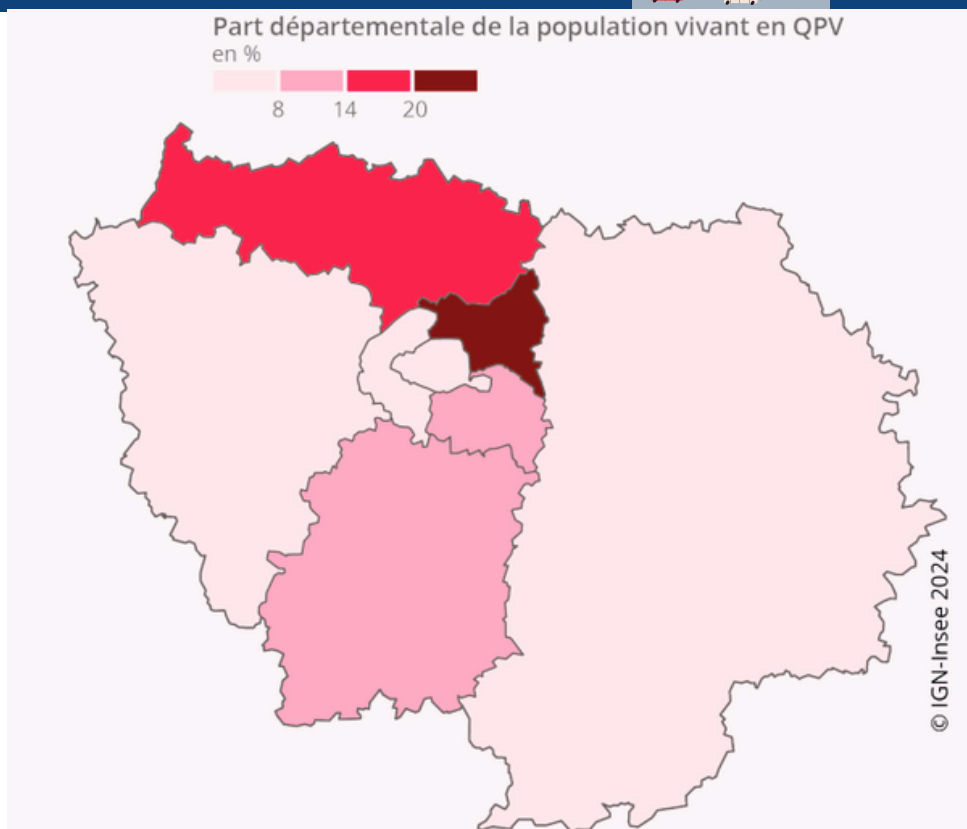 Part départementale de la population vivant en QPV
en %
8 14 20
© IGN-Insee 2024